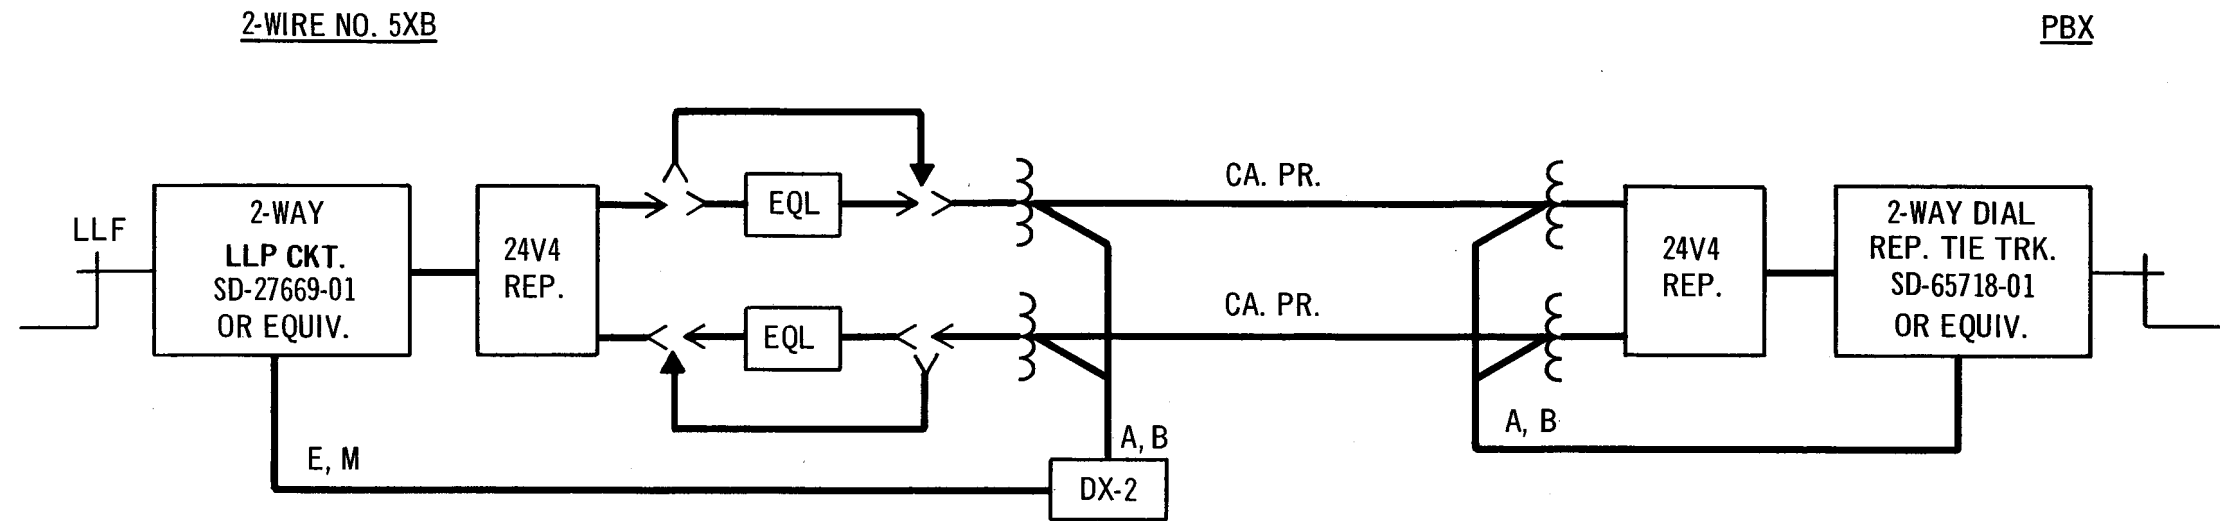 2-WIRE NO. 5XB
PBX
LLF
2-WAY
LLP CKT.
SD-27669-01
OR EQUIV.
24V4
REP.
EQL
EQL
CA. PR.
CA. PR.
24V4
REP.
2-WAY DIAL
REP. TIE TRK.
SD-65718-01
OR EQUIV.
E, M
A, B
DX-2
A, B